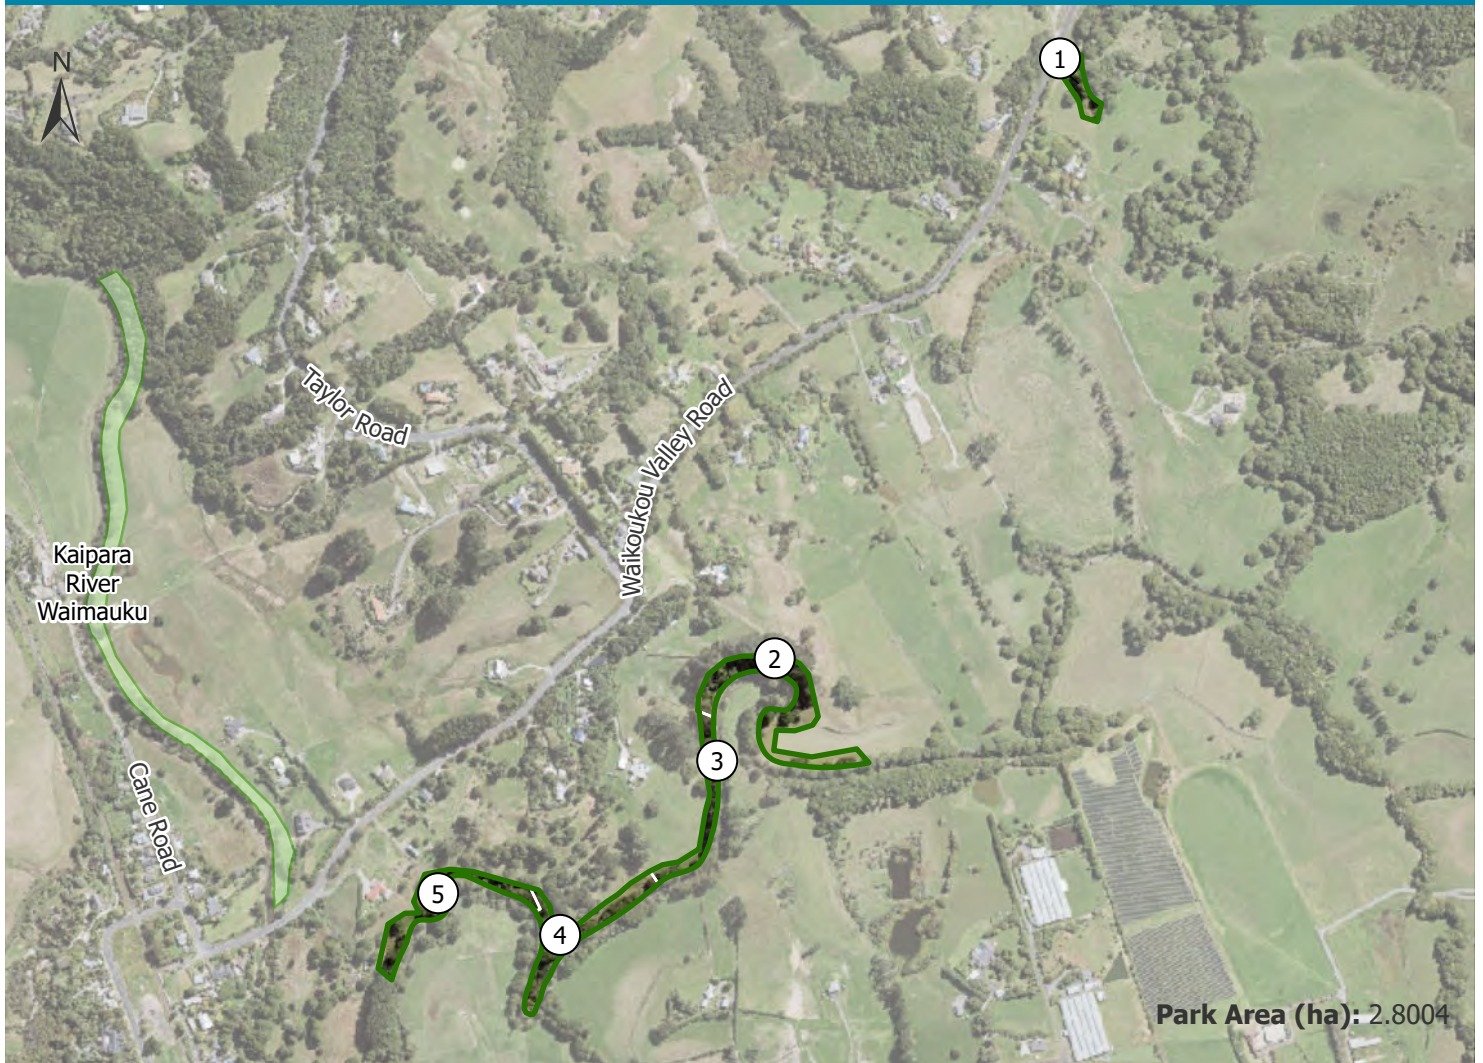 N
1
Taylor Road
Waikoukou Valley Road
Kaipara
River
Waimauku
2
3
Cane Road
5
4
Park Area (ha): 2.8004